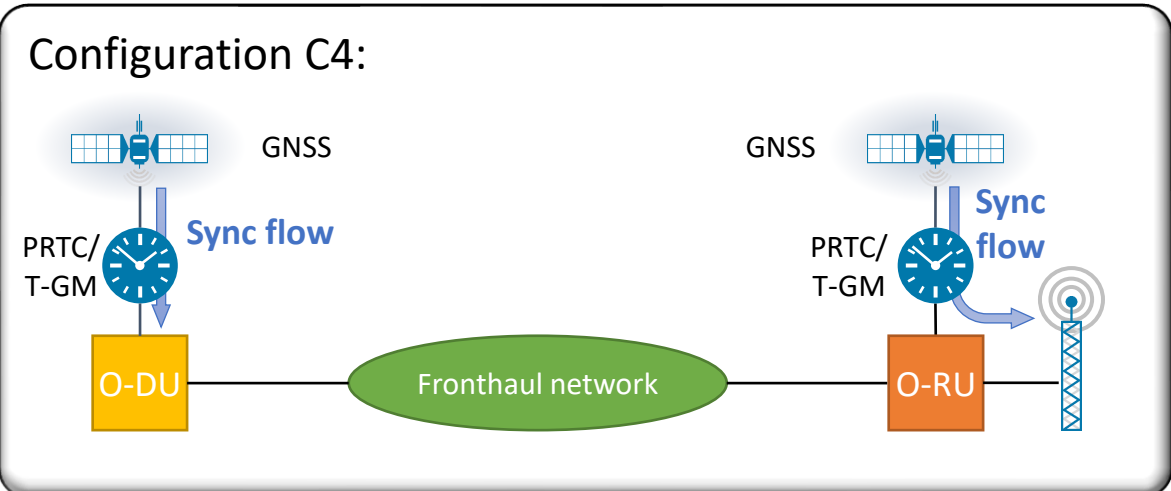 Configuration C4:
GNSS
GNSS
Sync flow
Sync
flow
PRTC/
T-GM
PRTC/
T-GM
O-DU
Fronthaul network
O-RU